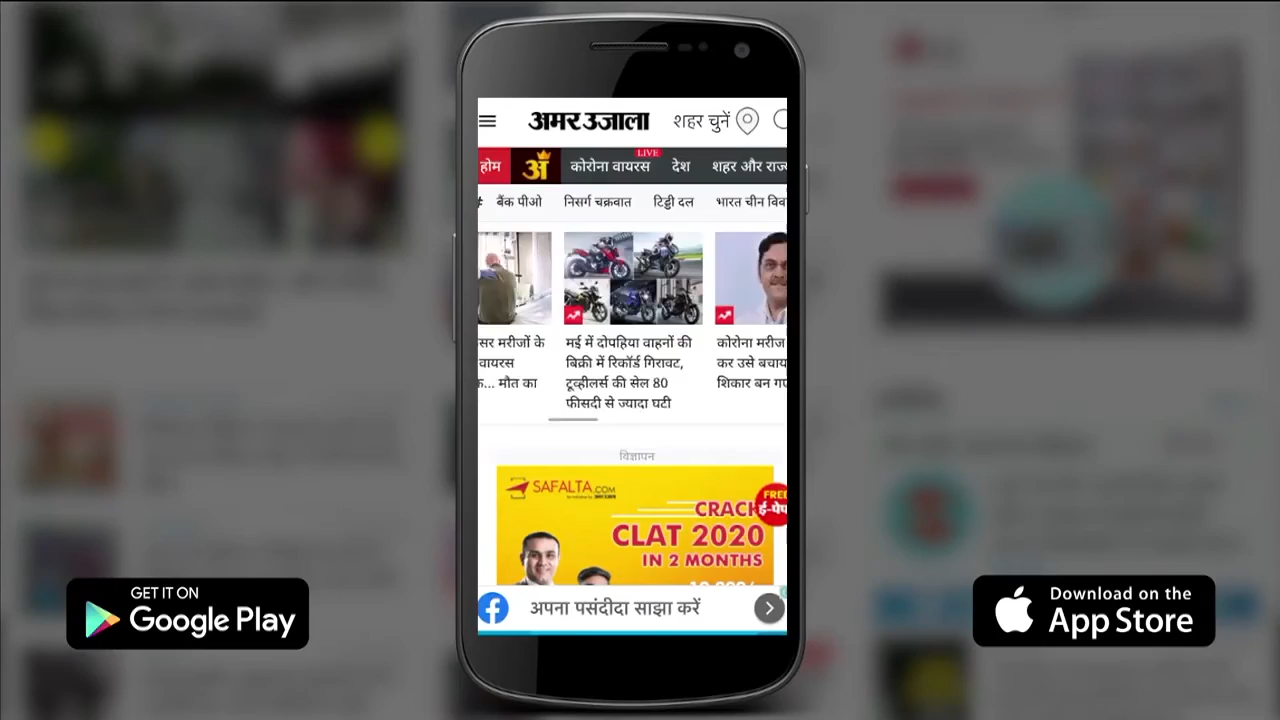 अमर उजाला शहर चुनें
होम अ कोरोना वायरस LIVE देश शहर और राज्
# बैंक पीओ निसर्ग चक्रवात टिड्डी दल भारत चीन विवा
सर मरीजों के
वायरस
क... मौत का
मई में दोपहिया वाहनों की
बिक्री में रिकॉर्ड गिरावट,
टूव्हीलर्स की सेल 80
फीसदी से ज्यादा घटी
कोरोना मरीज
कर उसे बचाय
शिकार बन गए
विज्ञापन
SAFALTA.COM
CRACK
CLAT 2020
IN 2 MONTHS
FREE
ई-पेप
अपना पसंदीदा साझा करें
GET IT ON
Google Play
Download on the
App Store